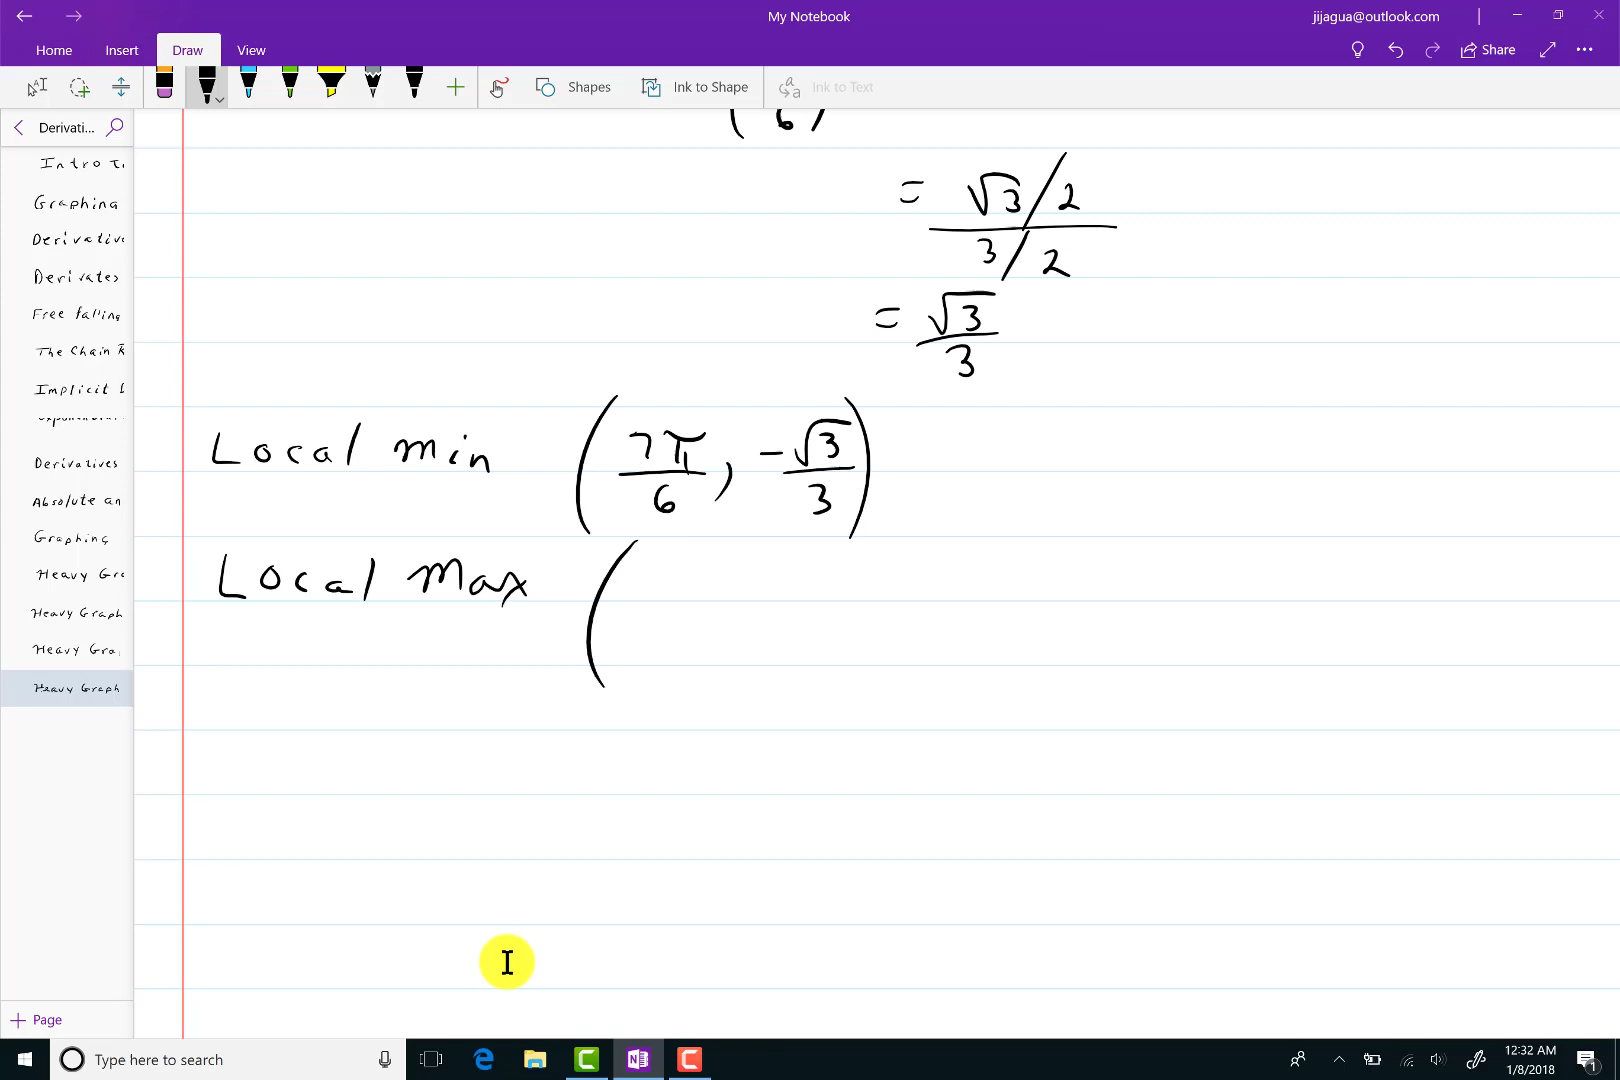 My Notebook
jijagua@outlook.com
Home Insert Draw View
Share
Shapes
Ink to Shape
Ink to Text
Derivati...
Intro
Graphing
Derivative
Derivates
Free falling
The Chain R
Implicit
Derivatives
Absolute an
Graphing
Heavy Gra
Heavy Graph
Heavy Gra
Heavy Graph
+ Page
( 6 )
= √3/2
3/2
= √3
3
Local min (7π/6, -√3/3)
Local Max (
Type here to search
12:32 AM
1/8/2018
1